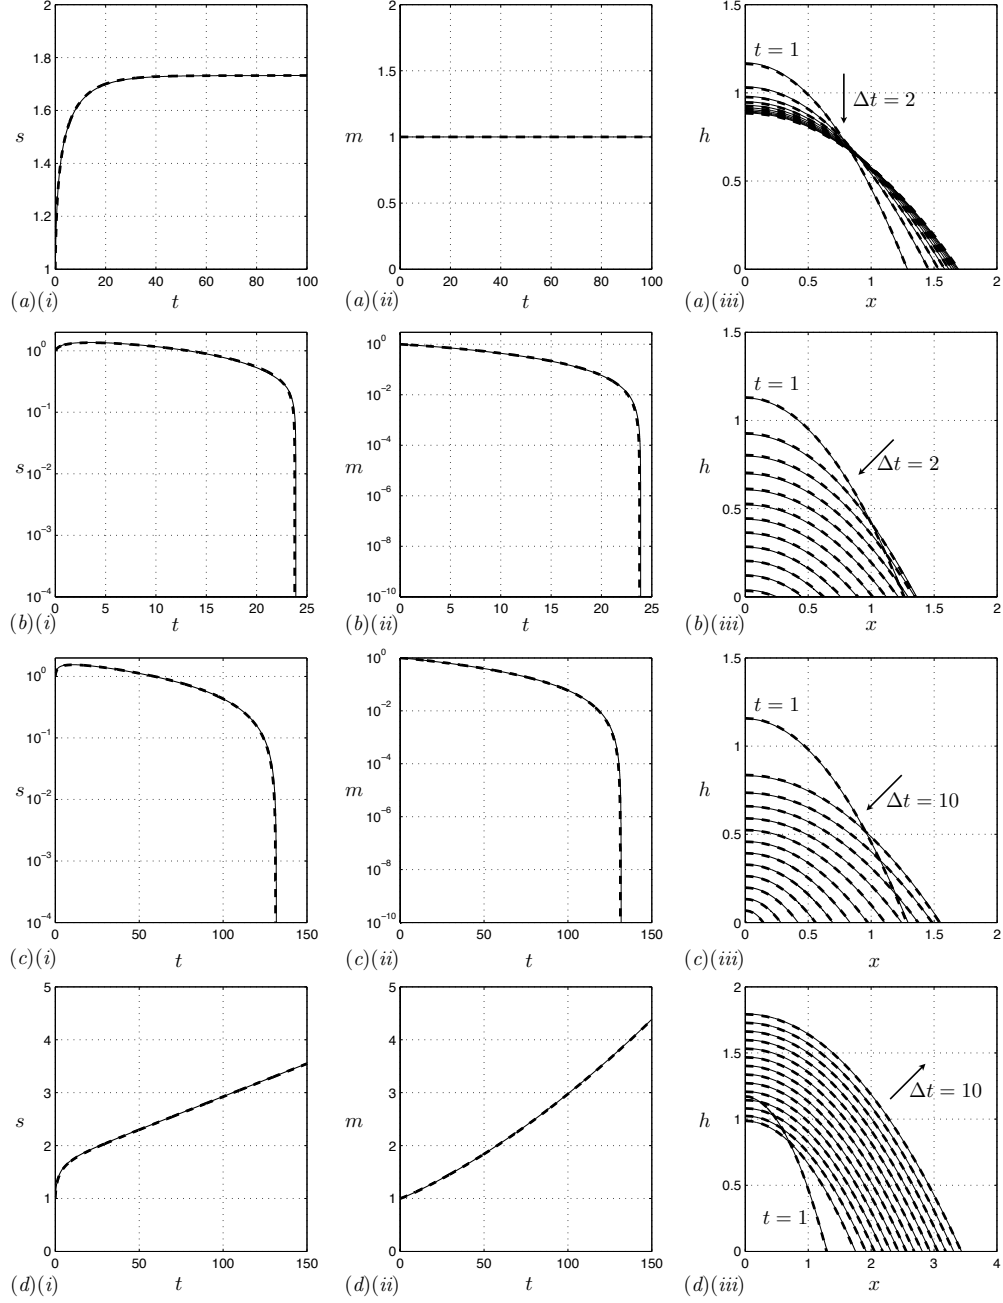 2
1.8
1.6
s
1.4
1.2
1
0 20 40 60 80 100
(a)(i) t
2
1.5
m 1
0.5
0
0 20 40 60 80 100
(a)(ii) t
1.5
t = 1
1
Δt = 2
h
0.5
0
0 0.5 1 1.5 2
(a)(iii) x
10^0
10^−1
s
10^−2
10^−3
10^−4
0 5 10 15 20 25
(b)(i) t
10^0
10^−2
10^−4
m
10^−6
10^−8
10^−10
0 5 10 15 20 25
(b)(ii) t
1.5
t = 1
1
h
Δt = 2
0.5
0
0 0.5 1 1.5 2
(b)(iii) x
10^0
10^−1
s
10^−2
10^−3
10^−4
0 50 100 150
(c)(i) t
10^0
10^−2
10^−4
m
10^−6
10^−8
10^−10
0 50 100 150
(c)(ii) t
1.5
t = 1
1
h
Δt = 10
0.5
0
0 0.5 1 1.5 2
(c)(iii) x
5
4
3
s
2
1
0
0 50 100 150
(d)(i) t
5
4
3
m
2
1
0
0 50 100 150
(d)(ii) t
2
1.5
Δt = 10
h
1
0.5
t = 1
0
0 1 2 3 4
(d)(iii) x